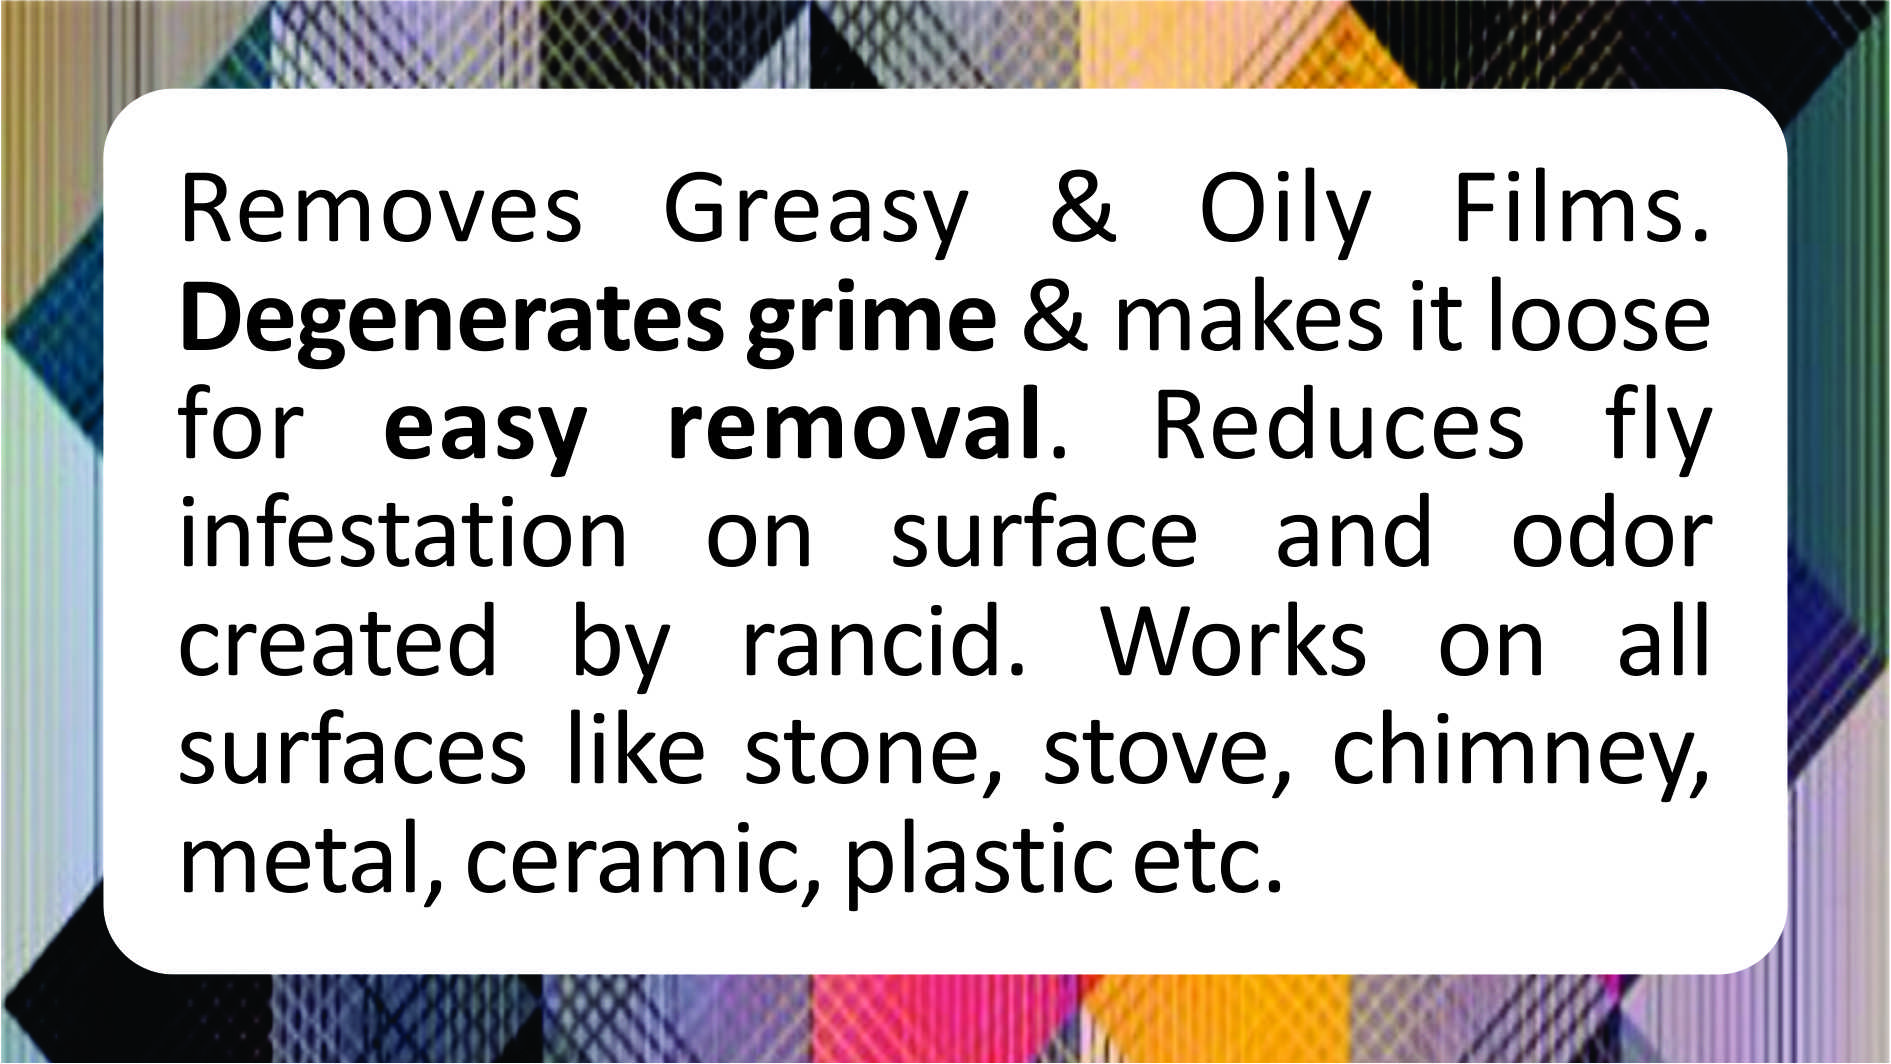 Removes Greasy & Oily Films.
Degenerates grime & makes it loose
for easy removal. Reduces fly
infestation on surface and odor
created by rancid. Works on all
surfaces like stone, stove, chimney,
metal, ceramic, plastic etc.